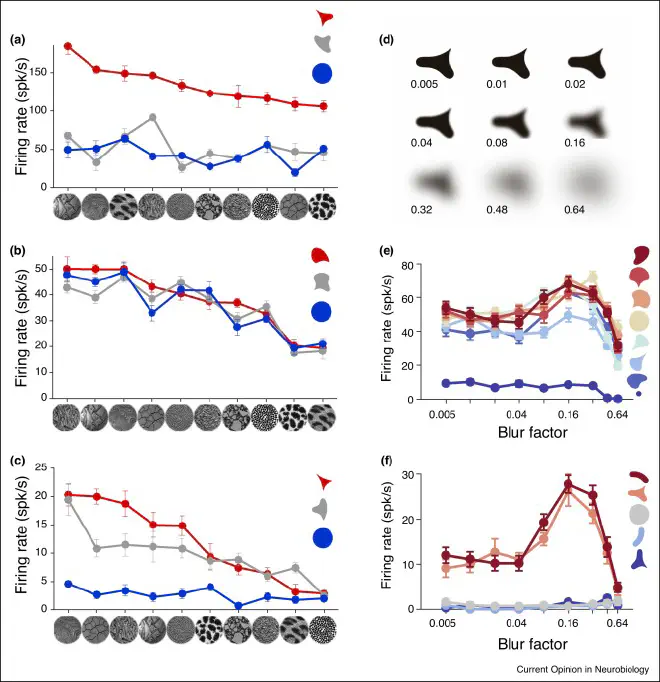 (a)
Firing rate (spk/s)
150
100
50
0
(b)
Firing rate (spk/s)
50
40
30
20
10
0
(c)
Firing rate (spk/s)
25
20
15
10
5
0
(d)
0.005 0.01 0.02
0.04 0.08 0.16
0.32 0.48 0.64
(e)
Firing rate (spk/s)
80
60
40
20
0
0.005 0.04 0.16 0.64
Blur factor
(f)
Firing rate (spk/s)
30
20
10
0
0.005 0.04 0.16 0.64
Blur factor
Current Opinion in Neurobiology